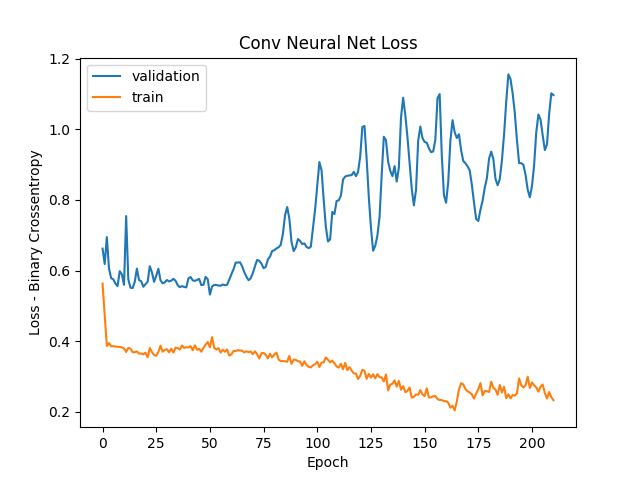 Conv Neural Net Loss
validation
train
1.2
1.0
0.8
0.6
0.4
0.2
Loss - Binary Crossentropy
0 25 50 75 100 125 150 175 200
Epoch